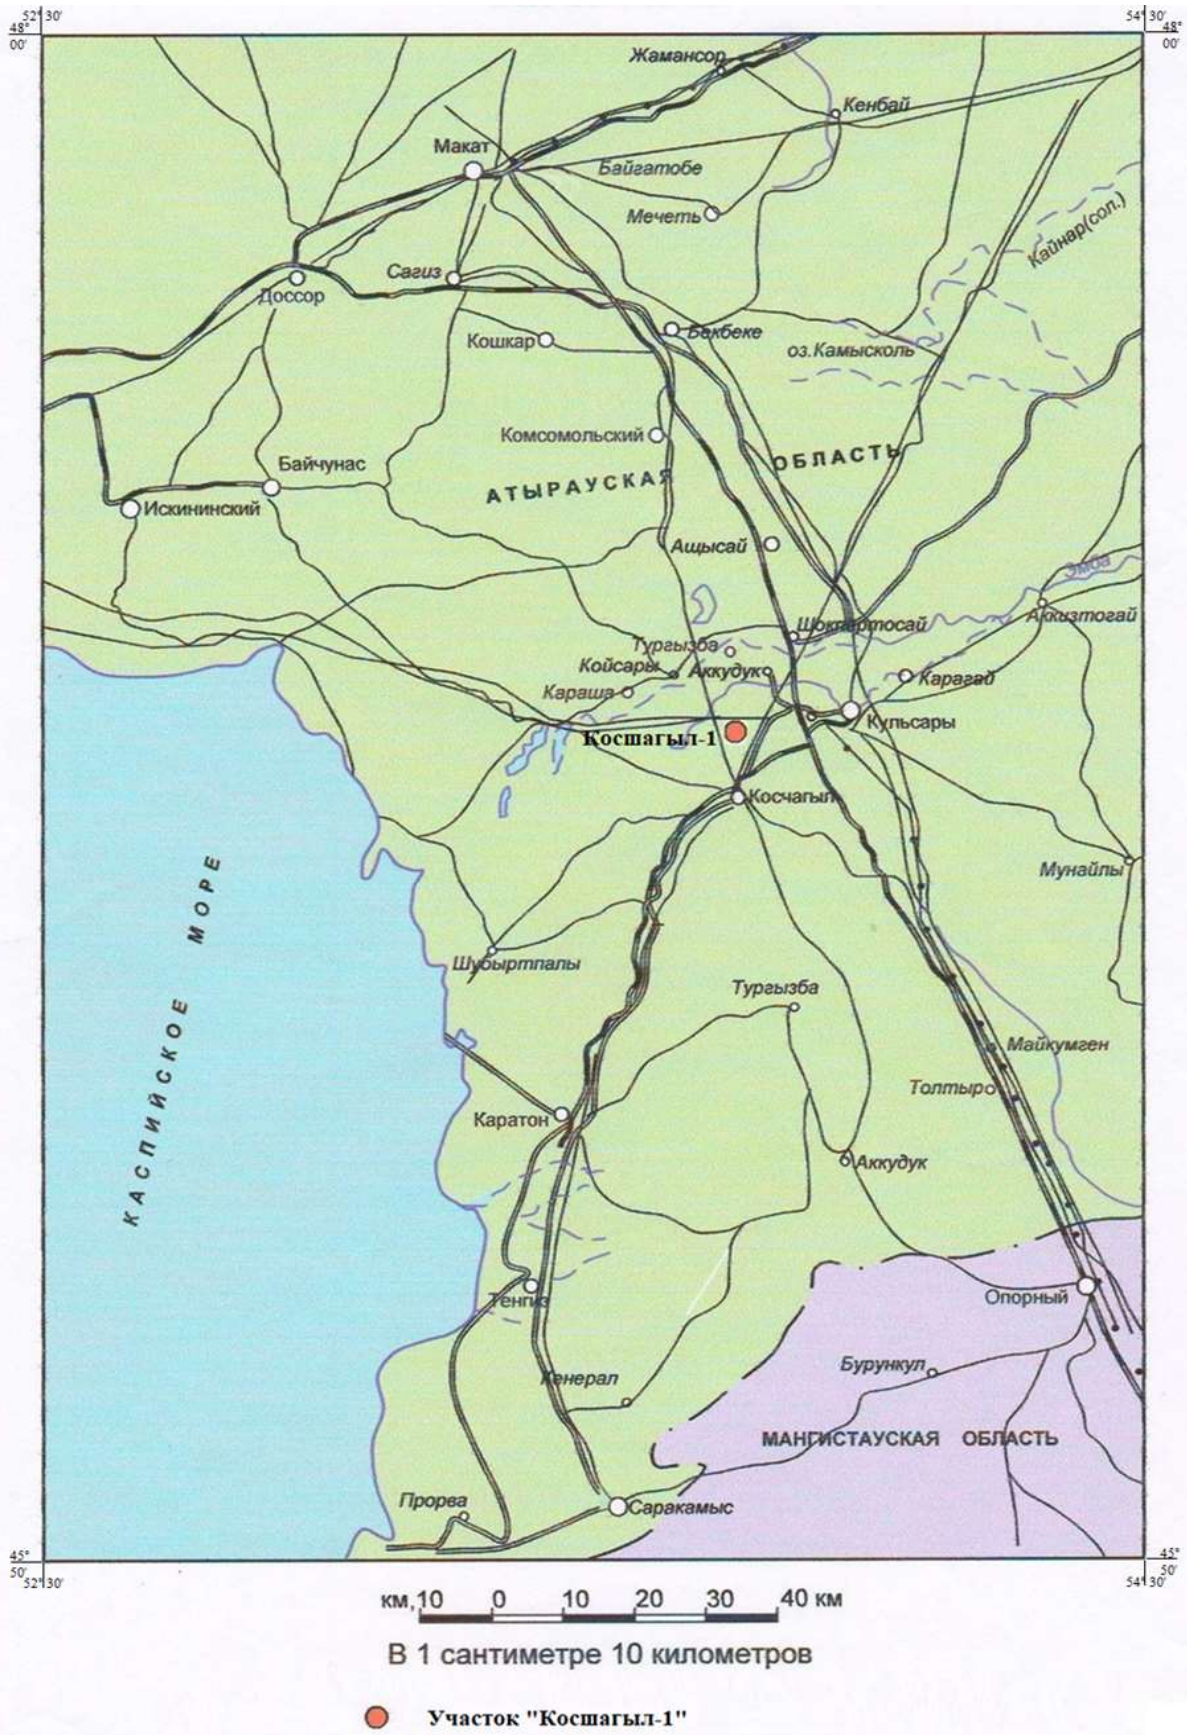 52°30'
54°30'
48°
00'
48°
00'
Жамансор
Кенбай
Макат
Байгатобе
Мечеть
Кайнар(сол.)
Сагиз
Доссор
Бекбеке
Кошкар
оз.Камысколь
Комсомольский
ОБЛАСТЬ
Байчунас
АТЫРАУСКАЯ
Искининский
Ащысай
Эмба
Аккизтогай
Шокпартосай
Тургызба
Койсары
Аккудук
Карагай
Караша
Кульсары
Косшагыл-1
Косчагыл
Мунайлы
КАСПИЙСКОЕ МОРЕ
Шубыртпалы
Тургызба
Майкумген
Толтыр
Каратон
Аккудук
Тенгиз
Опорный
Бурункул
Кенерал
МАНГИСТАУСКАЯ ОБЛАСТЬ
Прорва
Саракамыс
45°
50'
45°
50'
52°30'
54°30'
км,10 0 10 20 30 40 км
В 1 сантиметре 10 километров
Участок "Косшагыл-1"